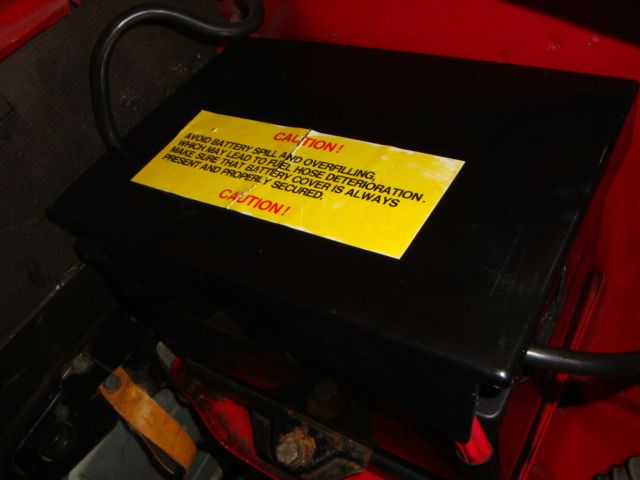 CAUTION!
AVOID BATTERY SPILL AND OVERFILLING,
WHICH MAY LEAD TO FUEL HOSE DETERIORATION.
MAKE SURE THAT BATTERY COVER IS ALWAYS
PRESENT AND PROPERLY SECURED.
CAUTION!